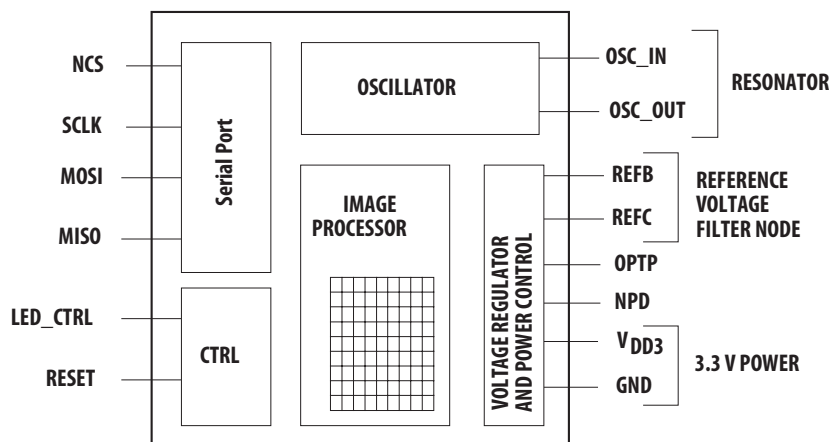 NCS
SCLK
MOSI
MISO
LED_CTRL
RESET
Serial Port
CTRL
OSCILLATOR
IMAGE
PROCESSOR
VOLTAGE REGULATOR
AND POWER CONTROL
OSC_IN
OSC_OUT
RESONATOR
REFB
REFC
REFERENCE
VOLTAGE
FILTER NODE
OPTP
NPD
VDD3
GND
3.3 V POWER